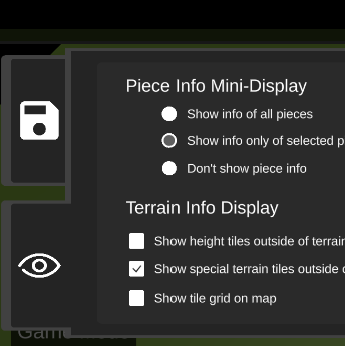 Piece Info Mini-Display
Show info of all pieces
Show info only of selected p
Don't show piece info
Terrain Info Display
Show height tiles outside of terrain
Show special terrain tiles outside o
Show tile grid on map